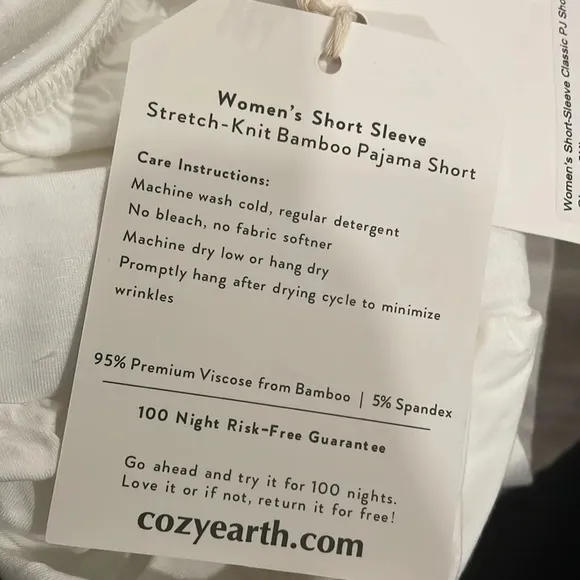 Women's Short Sleeve
Stretch-Knit Bamboo Pajama Short
Care Instructions:
Machine wash cold, regular detergent
No bleach, no fabric softner
Machine dry low or hang dry
Promptly hang after drying cycle to minimize
wrinkles
95% Premium Viscose from Bamboo | 5% Spandex
100 Night Risk-Free Guarantee
Go ahead and try it for 100 nights.
Love it or if not, return it for free!
cozyearth.com
Women's Short-Sleeve Classic PJ